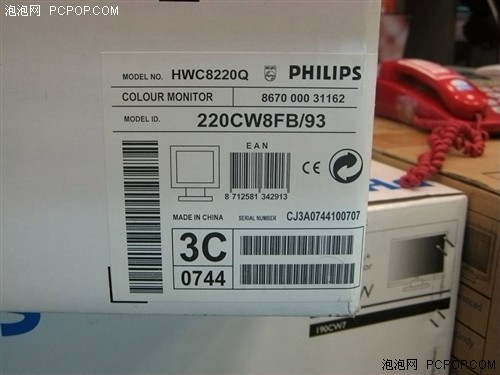 泡泡网 PCPOP.COM
MODEL NO. HWC8220Q PHILIPS
COLOUR MONITOR 8670 000 31162
MODEL ID. 220CW8FB/93
EAN
8 712581 342913
CE
MADE IN CHINA SERIAL NUMBER CJ3A0744100707
3C
0744
190CW7
泡泡网 PCPOP.COM